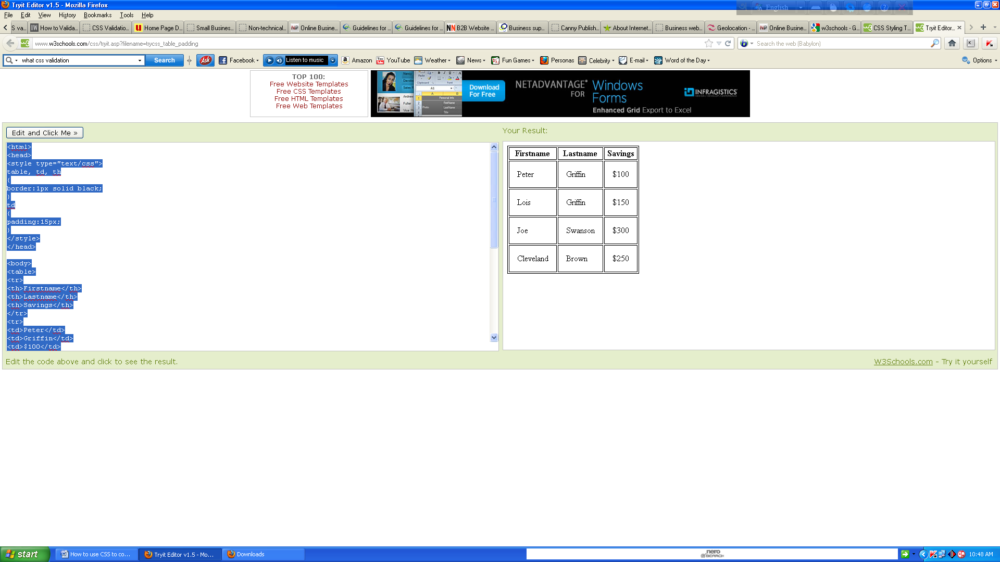 Tryit Editor v1.5 - Mozilla Firefox
English
File Edit View History Bookmarks Tools Help
S va... How to Valida... CSS Validatio... Home Page D... Small Business... Non-technical... Online Busine... Guidelines for ... Guidelines for ... B2B Website ... Business sup... Canny Publish... About Internet... Business web... Geolocation - ... Online Busine... w3schools - G... CSS Styling T... Tryit Editor...
www.w3schools.com/css/tryit.asp?filename=trycss_table_padding
Search the web (Babylon)
what css validation Search Ask Facebook Listen to music Amazon YouTube Weather News Fun Games Personas Celebrity E-mail Word of the Day Options
TOP 100:
Free Website Templates
Free CSS Templates
Free HTML Templates
Free Web Templates
Download
For Free
NETADVANTAGE®
FOR
Windows
Forms
Enhanced Grid Export to Excel
INFRAGISTICS
Edit and Click Me »
<html>
<head>
<style type="text/css">
table, td, th
{
border:1px solid black;
}
td
{
padding:15px;
}
</style>
</head>
<body>
<table>
<tr>
<th>Firstname</th>
<th>Lastname</th>
<th>Savings</th>
</tr>
<tr>
<td>Peter</td>
<td>Griffin</td>
<td>$100</td>
Your Result:
Firstname Lastname Savings
Peter Griffin $100
Lois Griffin $150
Joe Swanson $300
Cleveland Brown $250
Edit the code above and click to see the result.
W3Schools.com - Try it yourself
start How to use CSS to co... Tryit Editor v1.5 - Mo... Downloads nero SEARCH 10:48 AM